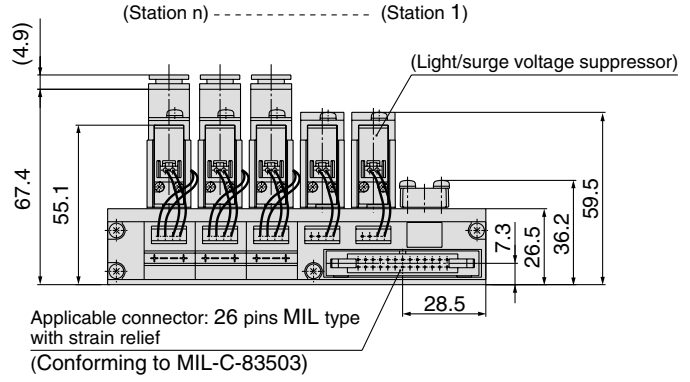 (Station n) (Station 1)
(4.9)
(Light/surge voltage suppressor)
67.4
55.1
7.3
26.5
36.2
59.5
28.5
Applicable connector: 26 pins MIL type
with strain relief
(Conforming to MIL-C-83503)